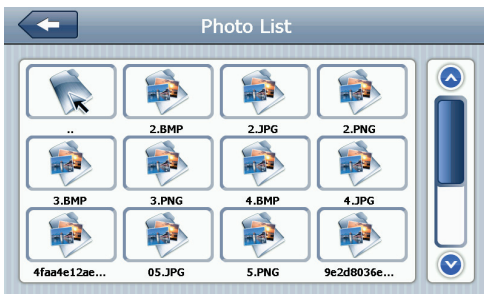 Photo List
.. 2.BMP 2.JPG 2.PNG
3.BMP 3.PNG 4.BMP 4.JPG
4faa4e12ae... 05.JPG 5.PNG 9e2d8036e...